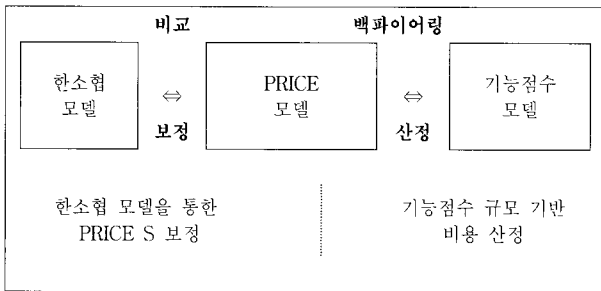 비교 백파이어링
한소협 ⇔ PRICE ⇔ 기능점수
모델 모델 모델
보정 산정
한소협 모델을 통한 기능점수 규모 기반
PRICE S 보정 비용 산정